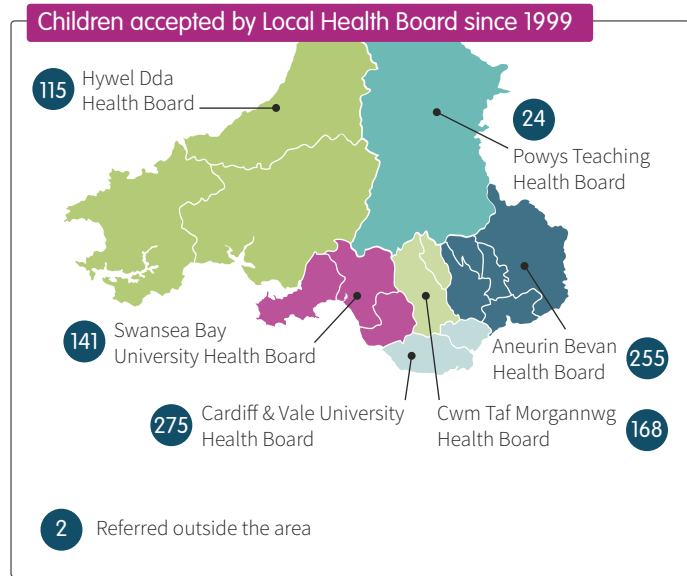 Children accepted by Local Health Board since 1999
115
Hywel Dda
Health Board
24
Powys Teaching
Health Board
141
Swansea Bay
University Health Board
Aneurin Bevan
Health Board
255
275
Cardiff & Vale University
Health Board
Cwm Taf Morgannwg
Health Board
168
2
Referred outside the area